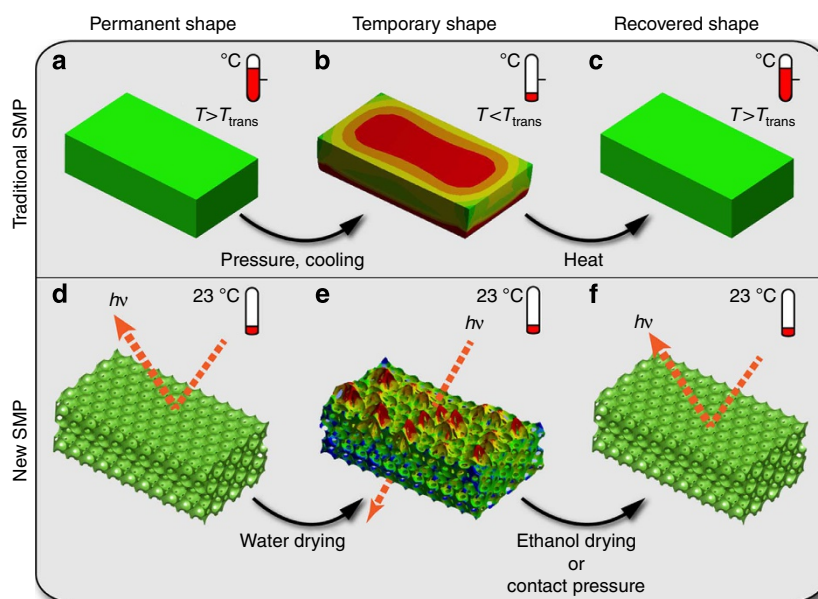 Permanent shape
Temporary shape
Recovered shape
Traditional SMP
a
°C
T>Ttrans
b
°C
T<Ttrans
c
°C
T>Ttrans
Pressure, cooling
Heat
New SMP
d
hν
23 °C
e
23 °C
hν
f
hν
23 °C
Water drying
Ethanol drying
or
contact pressure